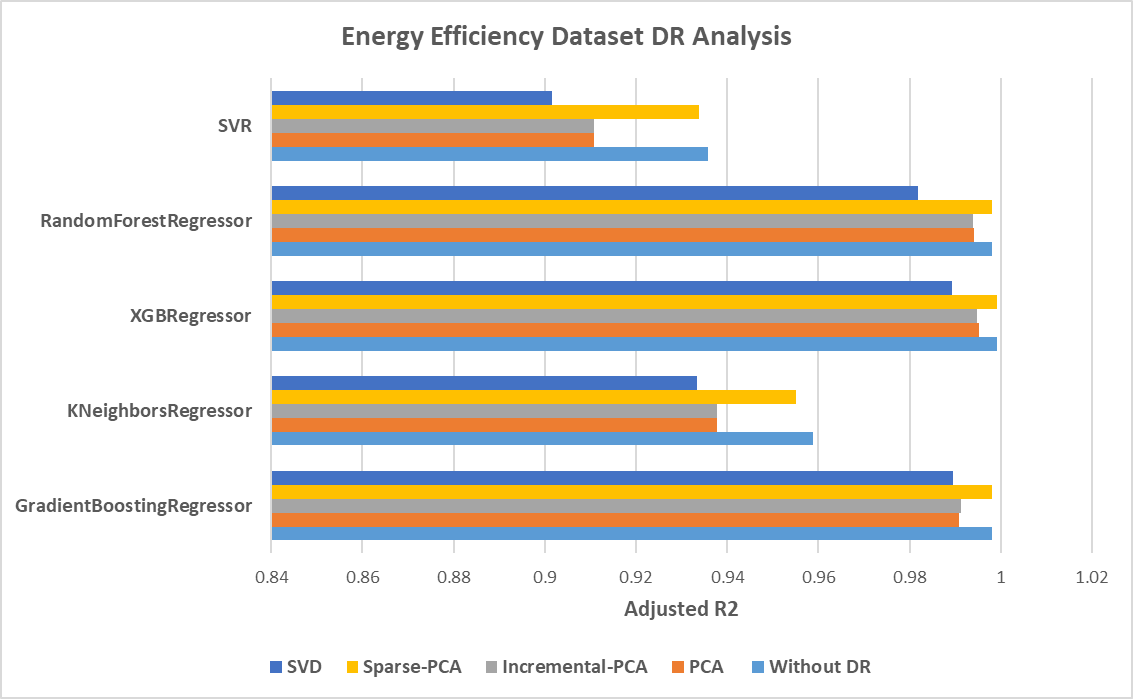 Energy Efficiency Dataset DR Analysis
SVR
RandomForestRegressor
XGBRegressor
KNeighborsRegressor
GradientBoostingRegressor
0.84 0.86 0.88 0.9 0.92 0.94 0.96 0.98 1 1.02
Adjusted R2
SVD Sparse-PCA Incremental-PCA PCA Without DR